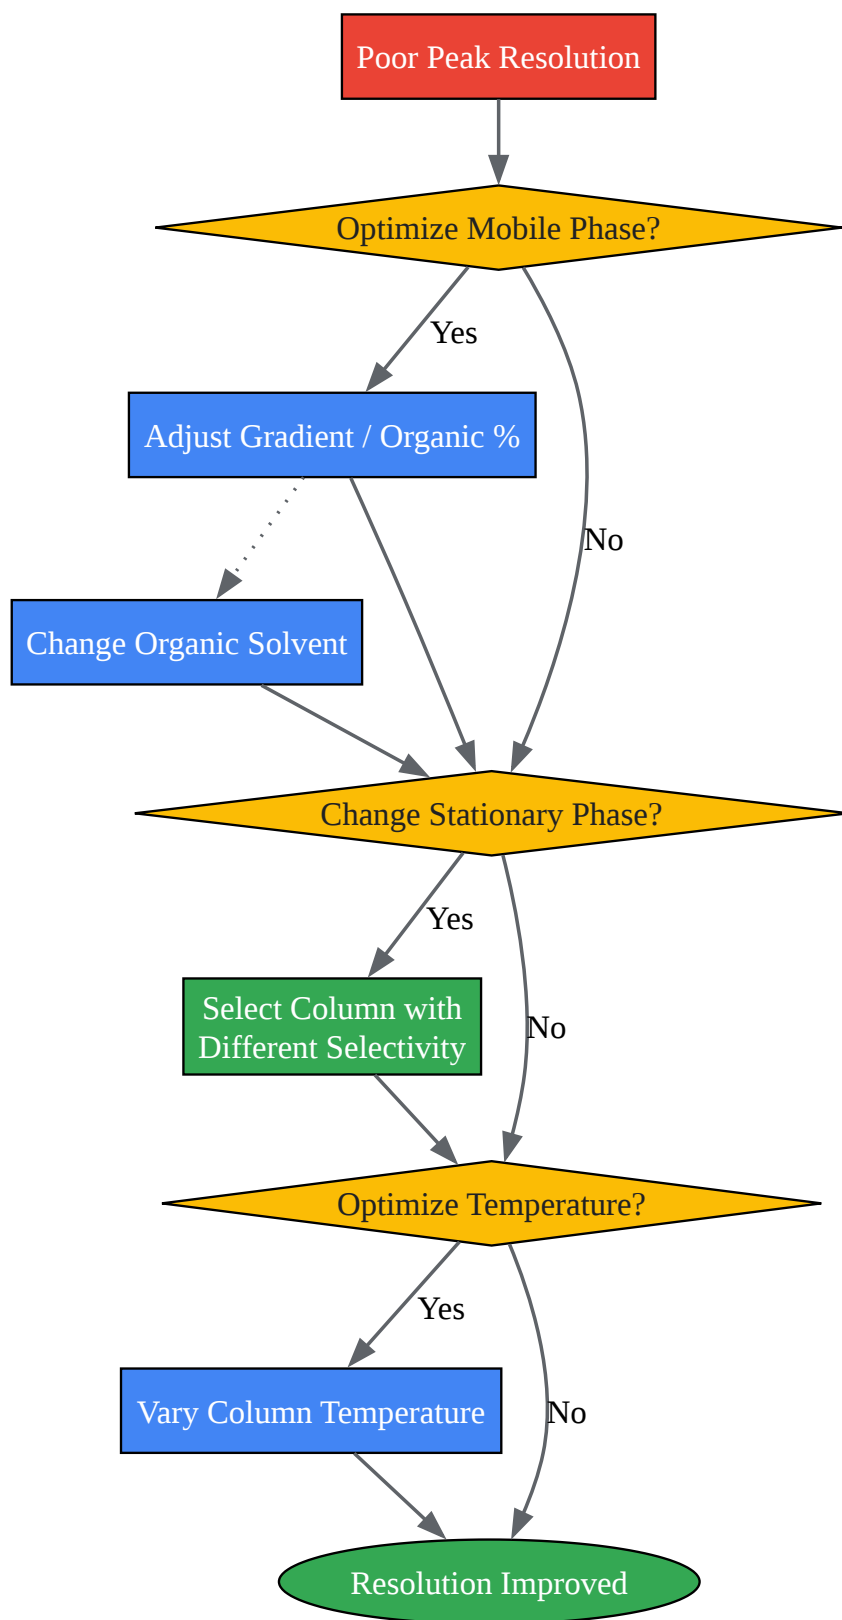 Poor Peak Resolution
Optimize Mobile Phase?
Yes
Adjust Gradient / Organic %
No
Change Organic Solvent
Change Stationary Phase?
Yes
Select Column with
Different Selectivity
No
Optimize Temperature?
Yes
Vary Column Temperature
No
Resolution Improved